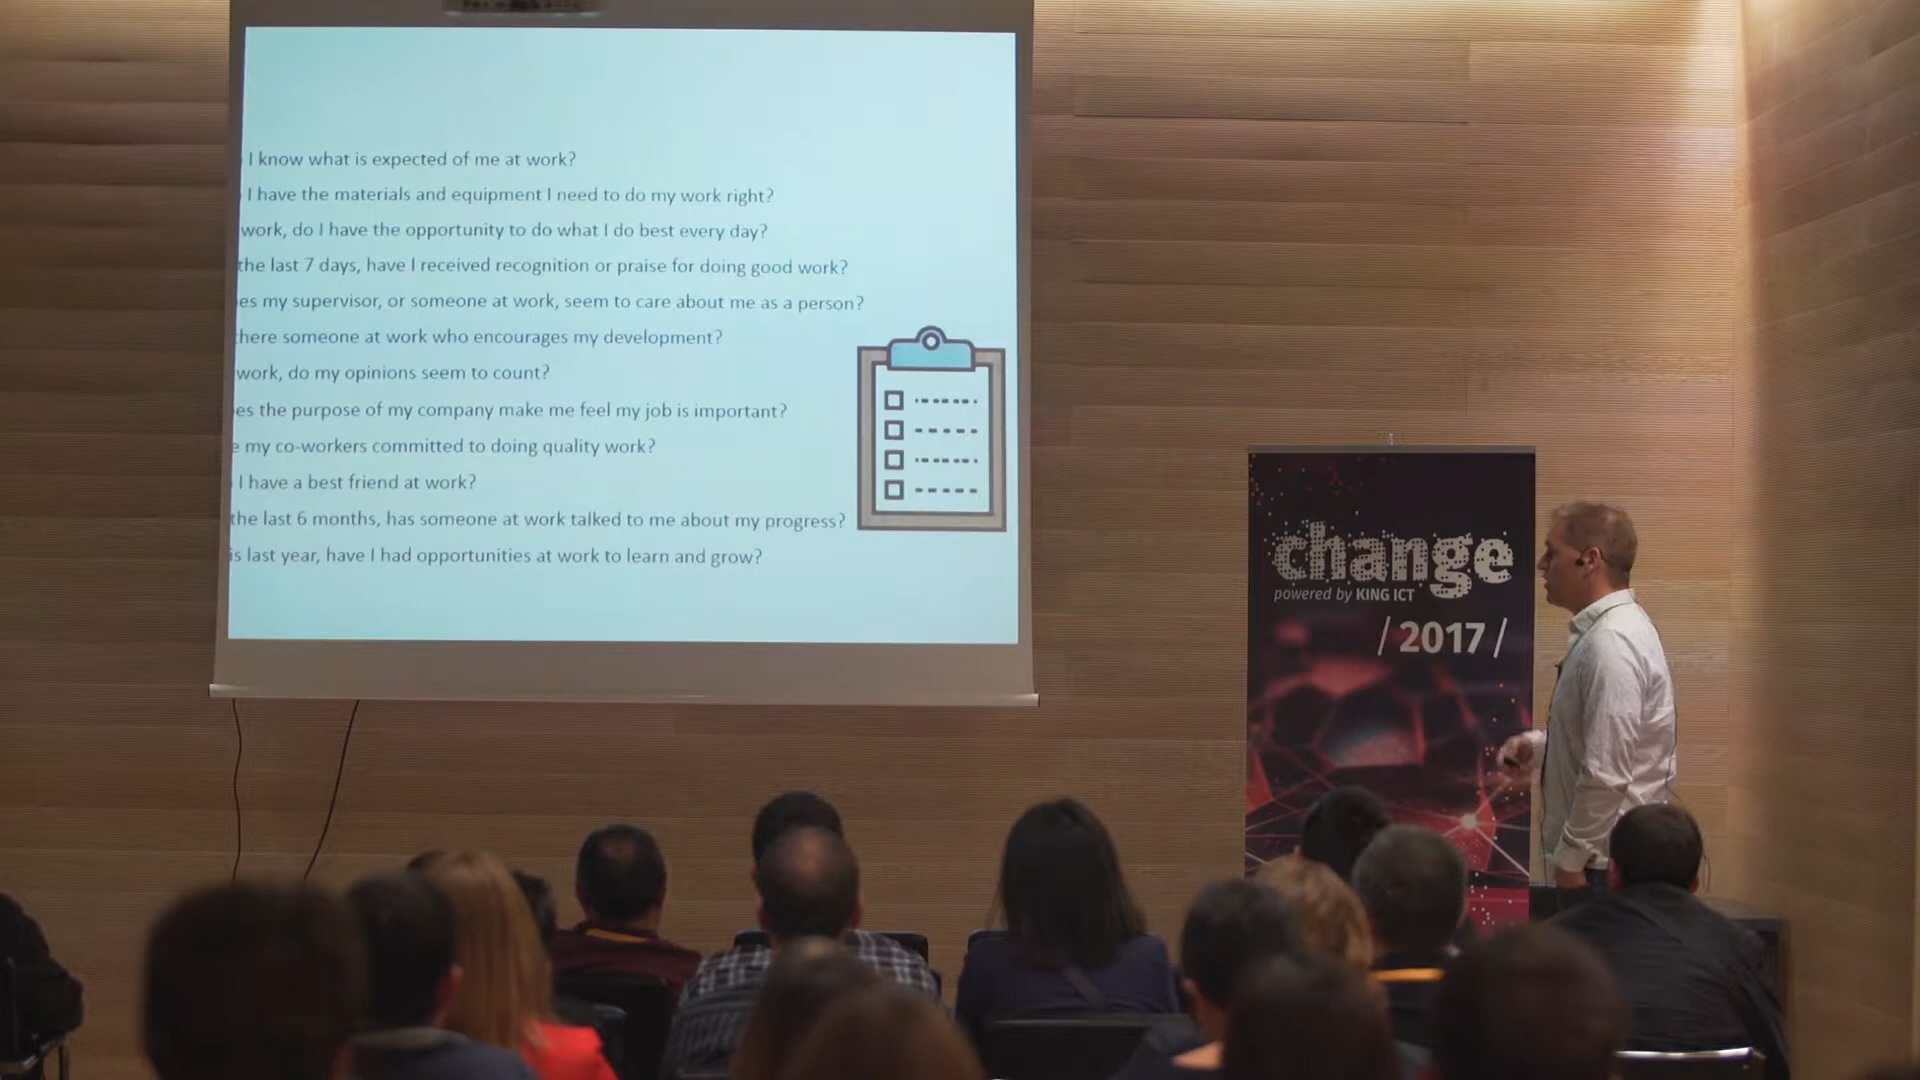 I know what is expected of me at work?
I have the materials and equipment I need to do my work right?
work, do I have the opportunity to do what I do best every day?
the last 7 days, have I received recognition or praise for doing good work?
es my supervisor, or someone at work, seem to care about me as a person?
here someone at work who encourages my development?
work, do my opinions seem to count?
es the purpose of my company make me feel my job is important?
e my co-workers committed to doing quality work?
I have a best friend at work?
the last 6 months, has someone at work talked to me about my progress?
is last year, have I had opportunities at work to learn and grow?
change
powered by KING ICT
/ 2017 /